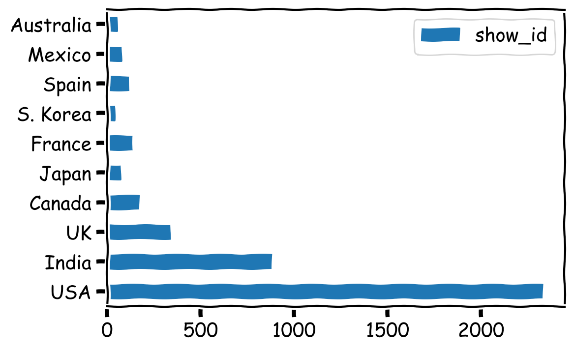 Australia
show_id
Mexico
Spain
S. Korea
France
Japan
Canada
UK
India
USA
0 500 1000 1500 2000